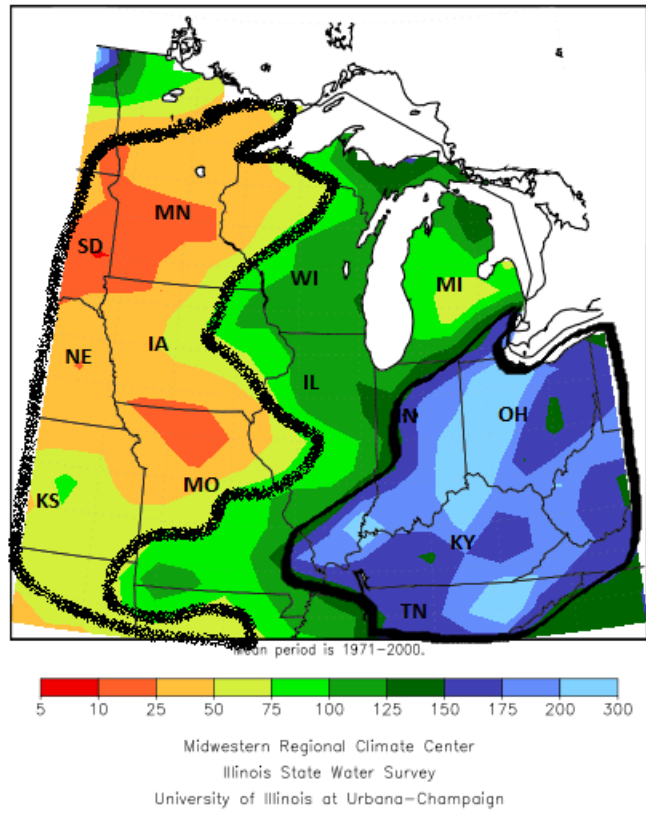 MN
SD
WI
MI
NE
IA
IL
IN
OH
KS
MO
KY
TN
Mean period is 1971-2000.
5 10 25 50 75 100 125 150 175 200 300
Midwestern Regional Climate Center
Illinois State Water Survey
University of Illinois at Urbana-Champaign